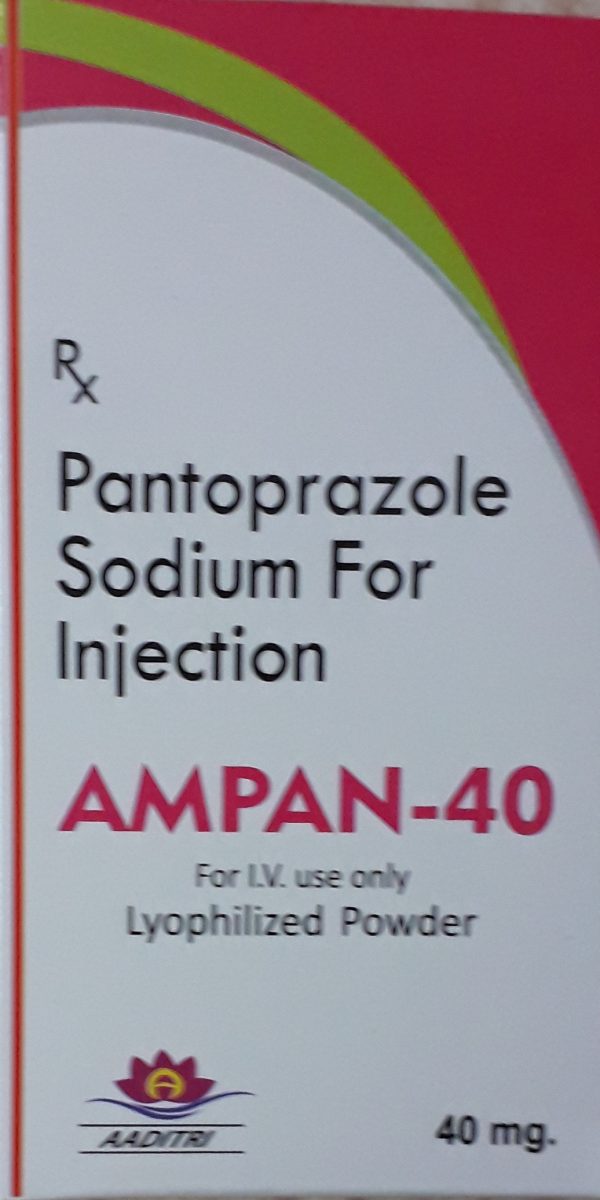 Rx
Pantoprazole
Sodium For
Injection
AMPAN-40
For I.V. use only
Lyophilized Powder
A
AADITRI
40 mg.